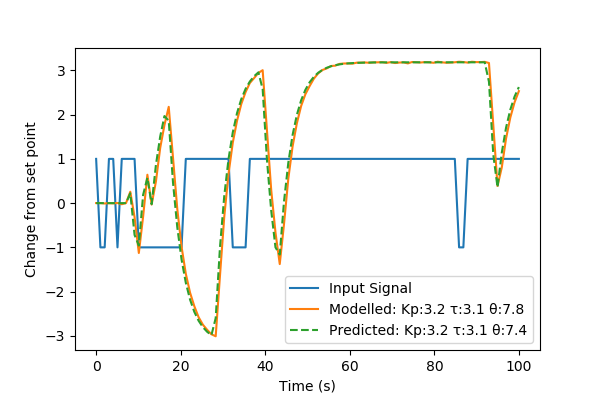 3
2
1
0
−1
−2
−3
Change from set point
Input Signal
Modelled: Kp:3.2 τ:3.1 θ:7.8
Predicted: Kp:3.2 τ:3.1 θ:7.4
0 20 40 60 80 100
Time (s)